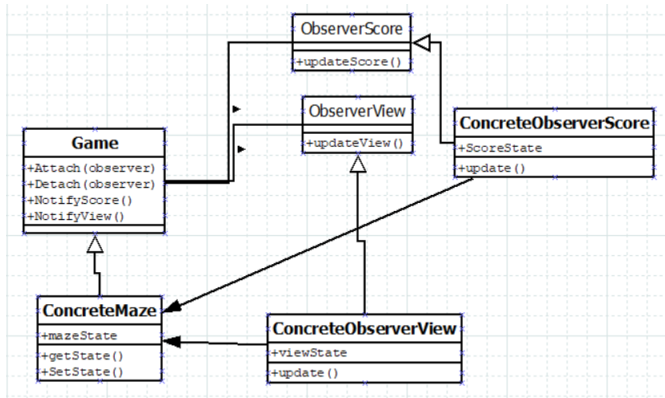 ObserverScore
+updateScore()
ObserverView
+updateView()
ConcreteObserverScore
+ScoreState
+update()
Game
+Attach(observer)
+Detach(observer)
+NotifyScore()
+NotifyView()
ConcreteMaze
+mazeState
+getState()
+SetState()
ConcreteObserverView
+viewState
+update()